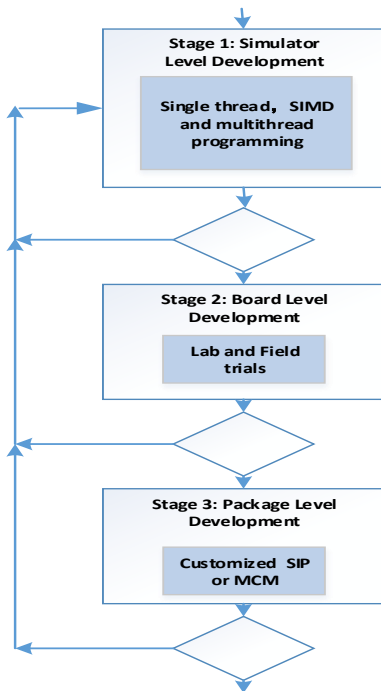 Stage 1: Simulator
Level Development
Single thread, SIMD
and multithread
programming
Stage 2: Board Level
Development
Lab and Field
trials
Stage 3: Package Level
Development
Customized SIP
or MCM